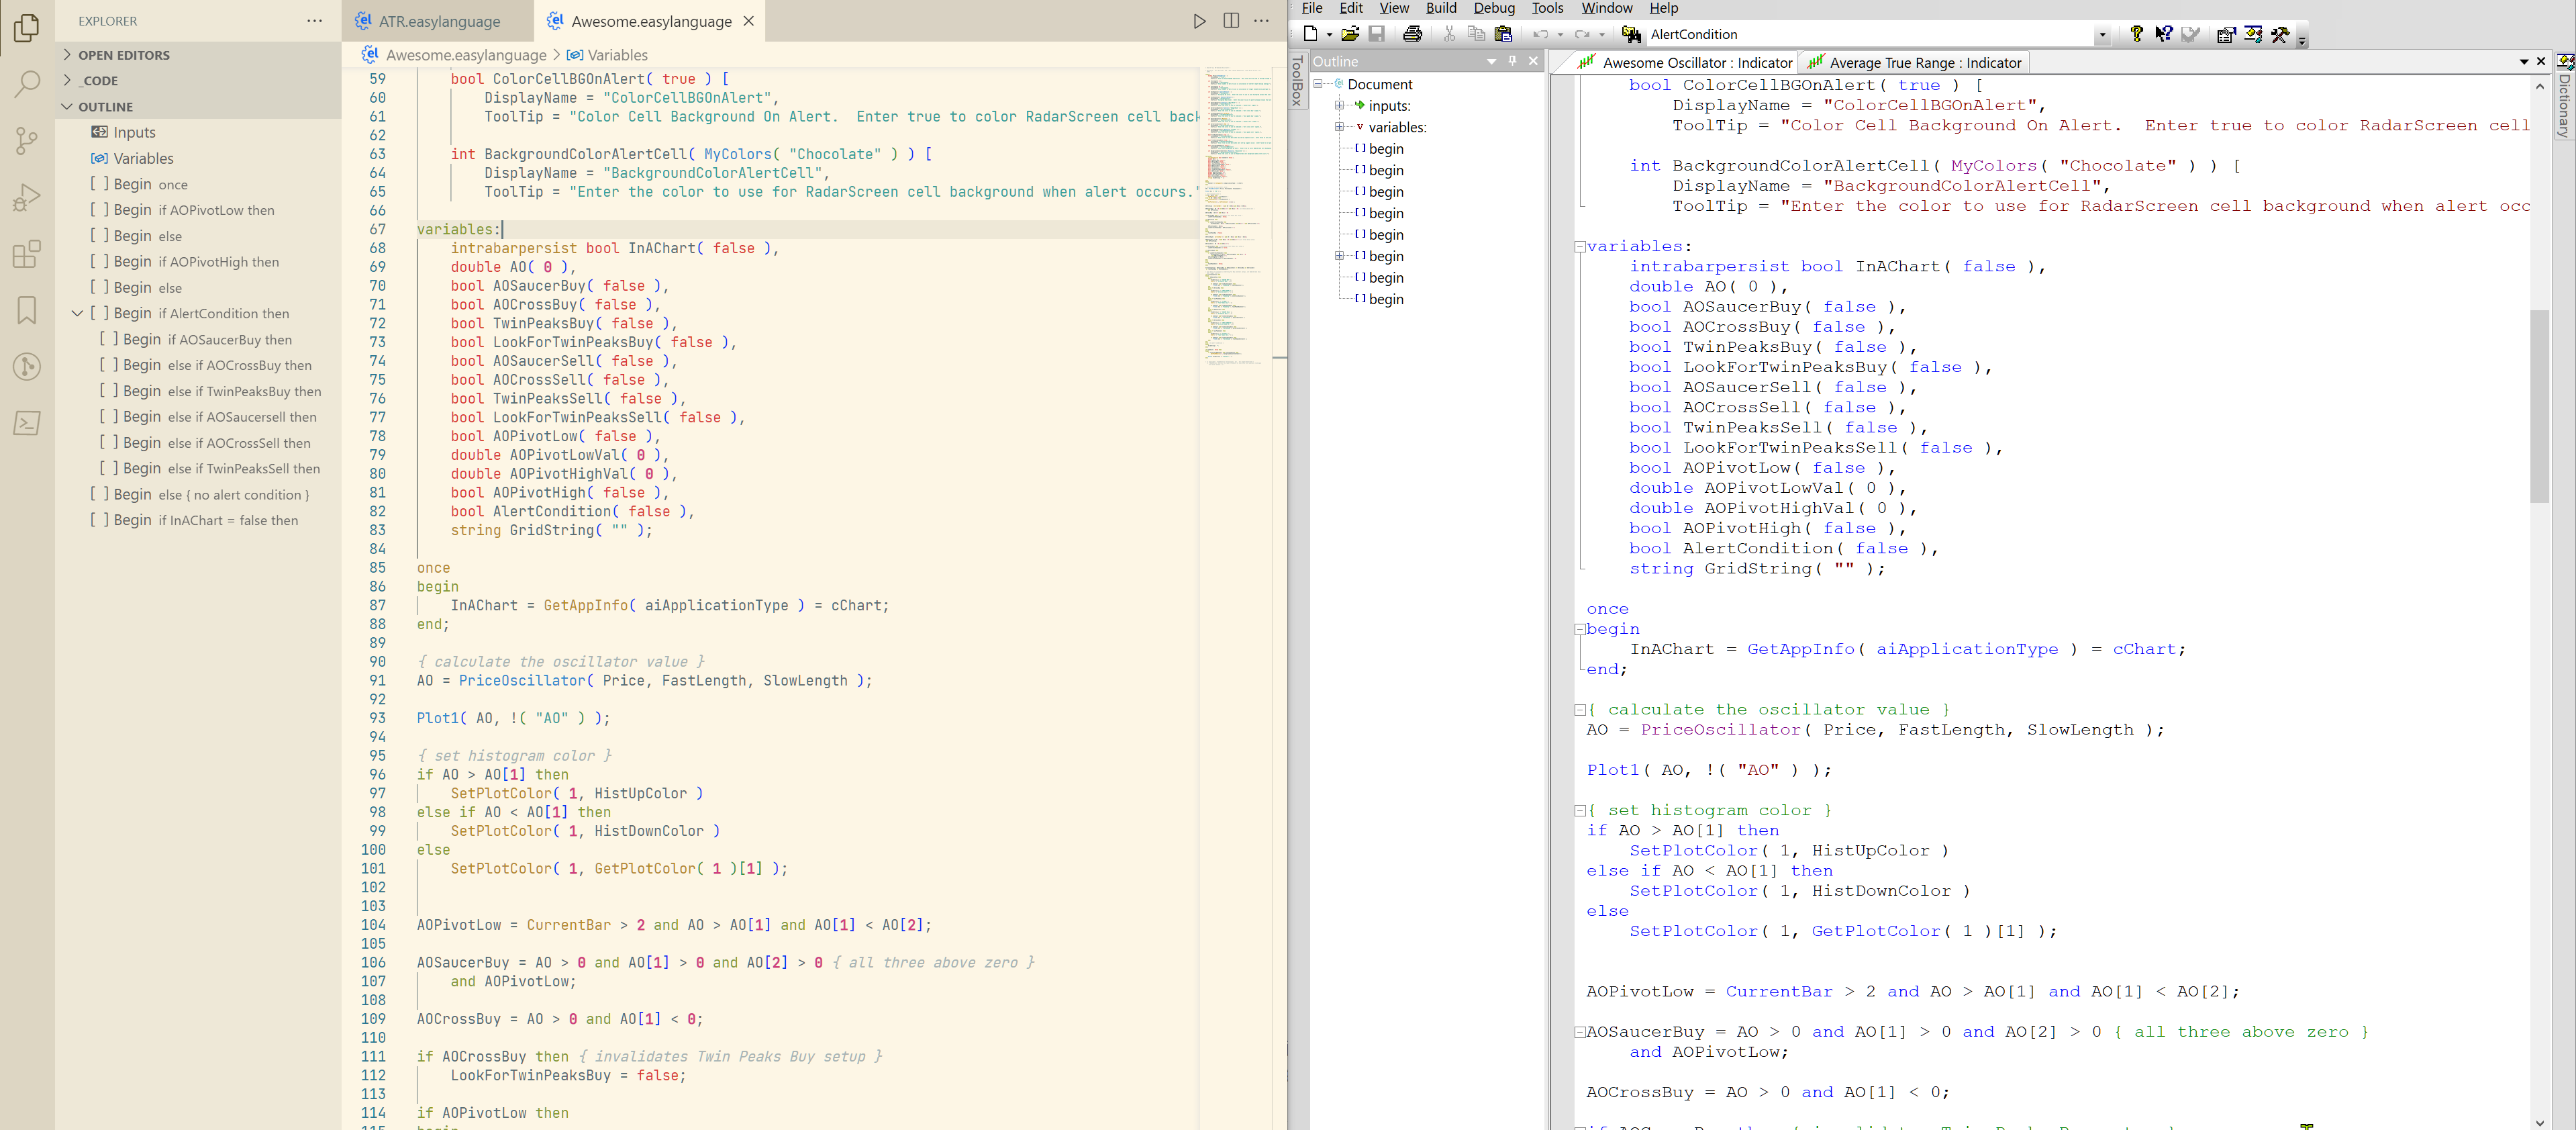 EXPLORER
OPEN EDITORS
_CODE
OUTLINE
Inputs
Variables
[ ] Begin once
[ ] Begin if AOPivotLow then
[ ] Begin else
[ ] Begin if AOPivotHigh then
[ ] Begin else
[ ] Begin if AlertCondition then
[ ] Begin if AOSaucerBuy then
[ ] Begin else if AOCrossBuy then
[ ] Begin else if TwinPeaksBuy then
[ ] Begin else if AOSaucersell then
[ ] Begin else if AOCrossSell then
[ ] Begin else if TwinPeaksSell then
[ ] Begin else { no alert condition }
[ ] Begin if InAChart = false then
ATR.easylanguage
Awesome.easylanguage
Awesome.easylanguage > Variables
59 bool ColorCellBGOnAlert( true ) [
60 DisplayName = "ColorCellBGOnAlert",
61 ToolTip = "Color Cell Background On Alert.  Enter true to color RadarScreen cell back
62
63 int BackgroundColorAlertCell( MyColors( "Chocolate" ) ) [
64 DisplayName = "BackgroundColorAlertCell",
65 ToolTip = "Enter the color to use for RadarScreen cell background when alert occurs."
66
67 variables:
68 intrabarpersist bool InAChart( false ),
69 double AO( 0 ),
70 bool AOSaucerBuy( false ),
71 bool AOCrossBuy( false ),
72 bool TwinPeaksBuy( false ),
73 bool LookForTwinPeaksBuy( false ),
74 bool AOSaucerSell( false ),
75 bool AOCrossSell( false ),
76 bool TwinPeaksSell( false ),
77 bool LookForTwinPeaksSell( false ),
78 bool AOPivotLow( false ),
79 double AOPivotLowVal( 0 ),
80 double AOPivotHighVal( 0 ),
81 bool AOPivotHigh( false ),
82 bool AlertCondition( false ),
83 string GridString( "" );
84
85 once
86 begin
87 InAChart = GetAppInfo( aiApplicationType ) = cChart;
88 end;
89
90 { calculate the oscillator value }
91 AO = PriceOscillator( Price, FastLength, SlowLength );
92
93 Plot1( AO, !( "AO" ) );
94
95 { set histogram color }
96 if AO > AO[1] then
97 SetPlotColor( 1, HistUpColor )
98 else if AO < AO[1] then
99 SetPlotColor( 1, HistDownColor )
100 else
101 SetPlotColor( 1, GetPlotColor( 1 )[1] );
102
103
104 AOPivotLow = CurrentBar > 2 and AO > AO[1] and AO[1] < AO[2];
105
106 AOSaucerBuy = AO > 0 and AO[1] > 0 and AO[2] > 0 { all three above zero }
107 and AOPivotLow;
108
109 AOCrossBuy = AO > 0 and AO[1] < 0;
110
111 if AOCrossBuy then { invalidates Twin Peaks Buy setup }
112 LookForTwinPeaksBuy = false;
113
114 if AOPivotLow then
File Edit View Build Debug Tools Window Help
AlertCondition
ToolBox
Outline
Document
inputs:
variables:
[ ] begin
[ ] begin
[ ] begin
[ ] begin
[ ] begin
[ ] begin
[ ] begin
[ ] begin
Awesome Oscillator : Indicator
Average True Range : Indicator
Dictionary
bool ColorCellBGOnAlert( true ) [
DisplayName = "ColorCellBGOnAlert",
ToolTip = "Color Cell Background On Alert.  Enter true to color RadarScreen cell
int BackgroundColorAlertCell( MyColors( "Chocolate" ) ) [
DisplayName = "BackgroundColorAlertCell",
ToolTip = "Enter the color to use for RadarScreen cell background when alert occ
variables:
intrabarpersist bool InAChart( false ),
double AO( 0 ),
bool AOSaucerBuy( false ),
bool AOCrossBuy( false ),
bool TwinPeaksBuy( false ),
bool LookForTwinPeaksBuy( false ),
bool AOSaucerSell( false ),
bool AOCrossSell( false ),
bool TwinPeaksSell( false ),
bool LookForTwinPeaksSell( false ),
bool AOPivotLow( false ),
double AOPivotLowVal( 0 ),
double AOPivotHighVal( 0 ),
bool AOPivotHigh( false ),
bool AlertCondition( false ),
string GridString( "" );
once
begin
InAChart = GetAppInfo( aiApplicationType ) = cChart;
end;
{ calculate the oscillator value }
AO = PriceOscillator( Price, FastLength, SlowLength );
Plot1( AO, !( "AO" ) );
{ set histogram color }
if AO > AO[1] then
SetPlotColor( 1, HistUpColor )
else if AO < AO[1] then
SetPlotColor( 1, HistDownColor )
else
SetPlotColor( 1, GetPlotColor( 1 )[1] );
AOPivotLow = CurrentBar > 2 and AO > AO[1] and AO[1] < AO[2];
AOSaucerBuy = AO > 0 and AO[1] > 0 and AO[2] > 0 { all three above zero }
and AOPivotLow;
AOCrossBuy = AO > 0 and AO[1] < 0;